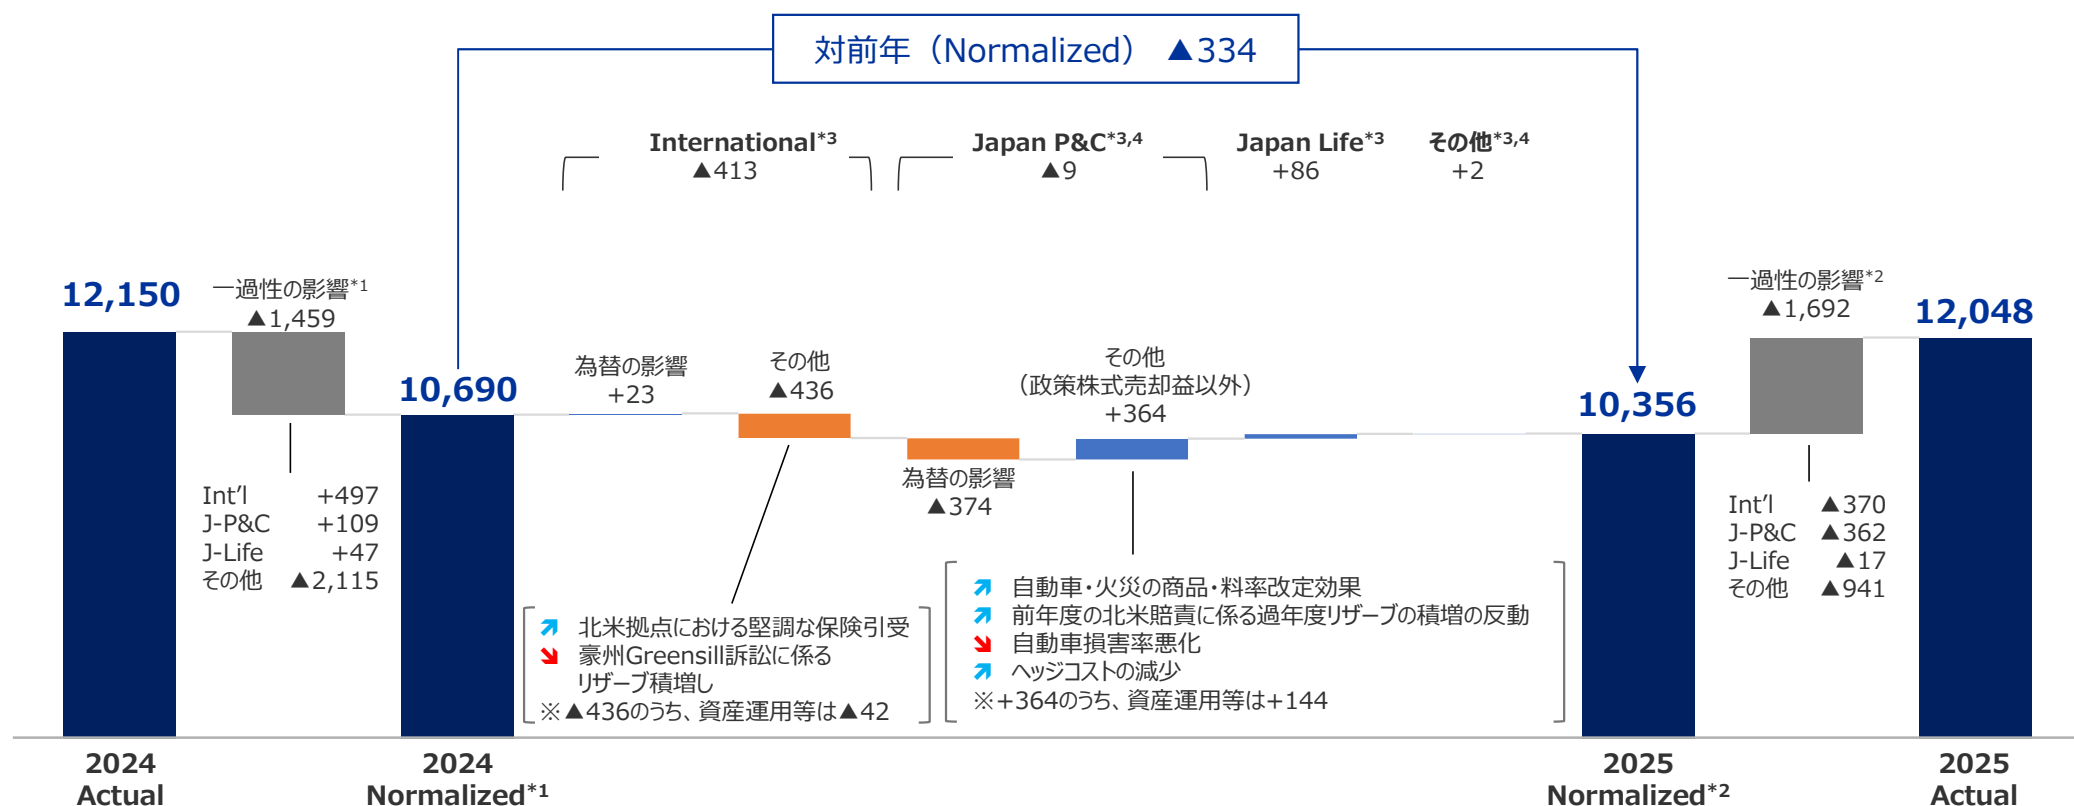 対前年（Normalized） ▲334
International*3
▲413
Japan P&C*3,4
▲9
Japan Life*3
+86
その他*3,4
+2
12,150
一過性の影響*1
▲1,459
10,690
為替の影響
+23
その他
▲436
為替の影響
▲374
その他
（政策株式売却益以外）
+364
10,356
一過性の影響*2
▲1,692
12,048
Int'l +497
J-P&C +109
J-Life +47
その他 ▲2,115
北米拠点における堅調な保険引受
豪州Greensill訴訟に係る
リザーブ積増し
※▲436のうち、資産運用等は▲42
自動車・火災の商品・料率改定効果
前年度の北米賠責に係る過年度リザーブの積増の反動
自動車損害率悪化
ヘッジコストの減少
※+364のうち、資産運用等は+144
Int'l ▲370
J-P&C ▲362
J-Life ▲17
その他 ▲941
2024
Actual
2024
Normalized*1
2025
Normalized*2
2025
Actual